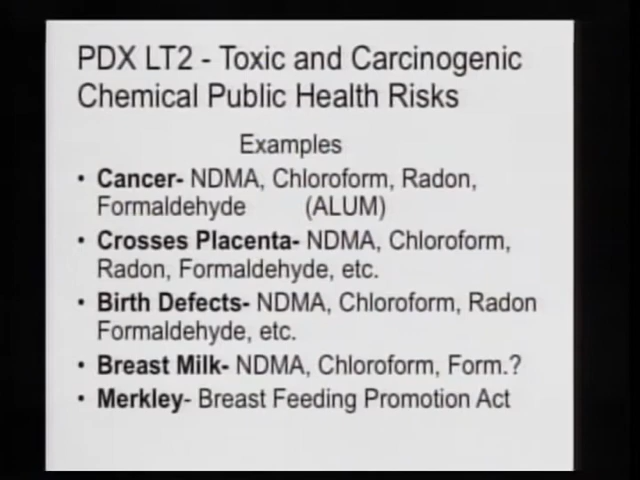 PDX LT2 - Toxic and Carcinogenic
Chemical Public Health Risks
Examples
• Cancer- NDMA, Chloroform, Radon,
Formaldehyde (ALUM)
• Crosses Placenta- NDMA, Chloroform,
Radon, Formaldehyde, etc.
• Birth Defects- NDMA, Chloroform, Radon
Formaldehyde, etc.
• Breast Milk- NDMA, Chloroform, Form.?
• Merkley- Breast Feeding Promotion Act